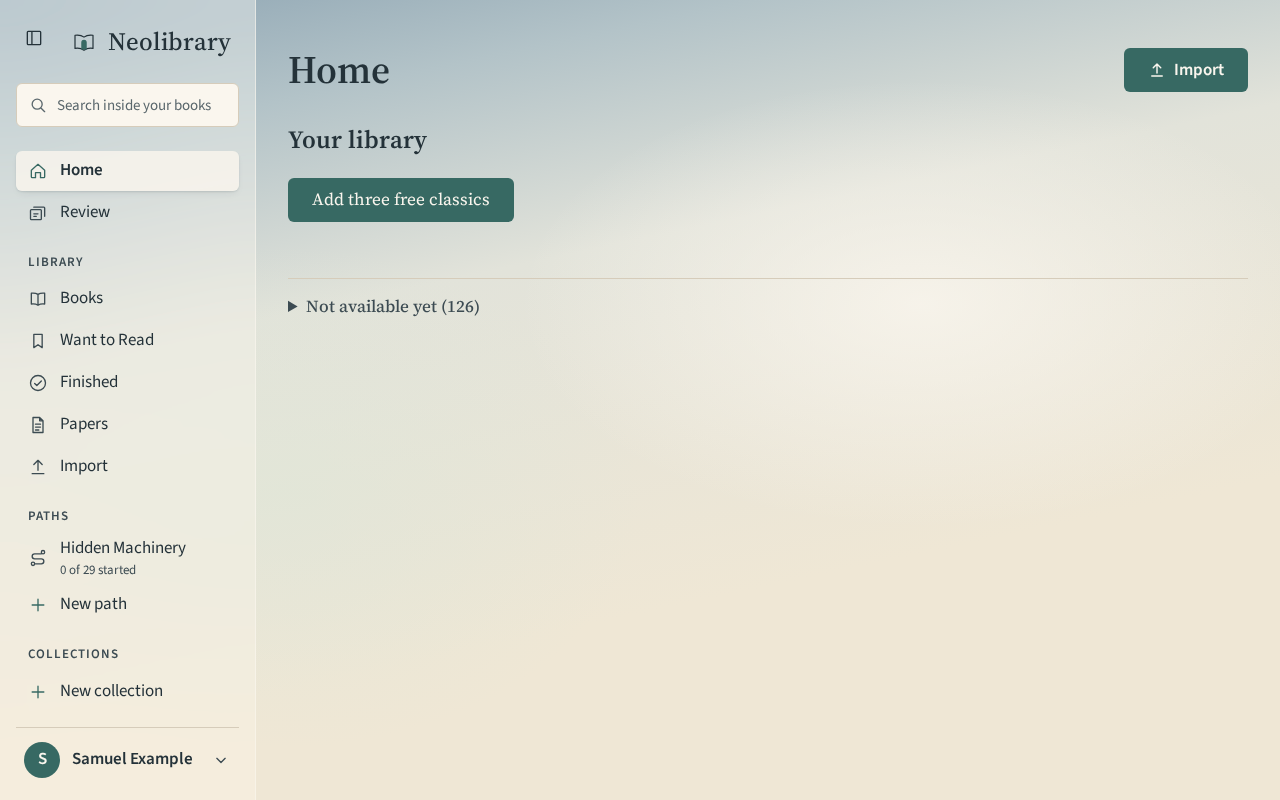 Neolibrary
Search inside your books
Home
Review
LIBRARY
Books
Want to Read
Finished
Papers
Import
PATHS
Hidden Machinery
0 of 29 started
New path
COLLECTIONS
New collection
S
Samuel Example
Home
Import
Your library
Add three free classics
Not available yet (126)